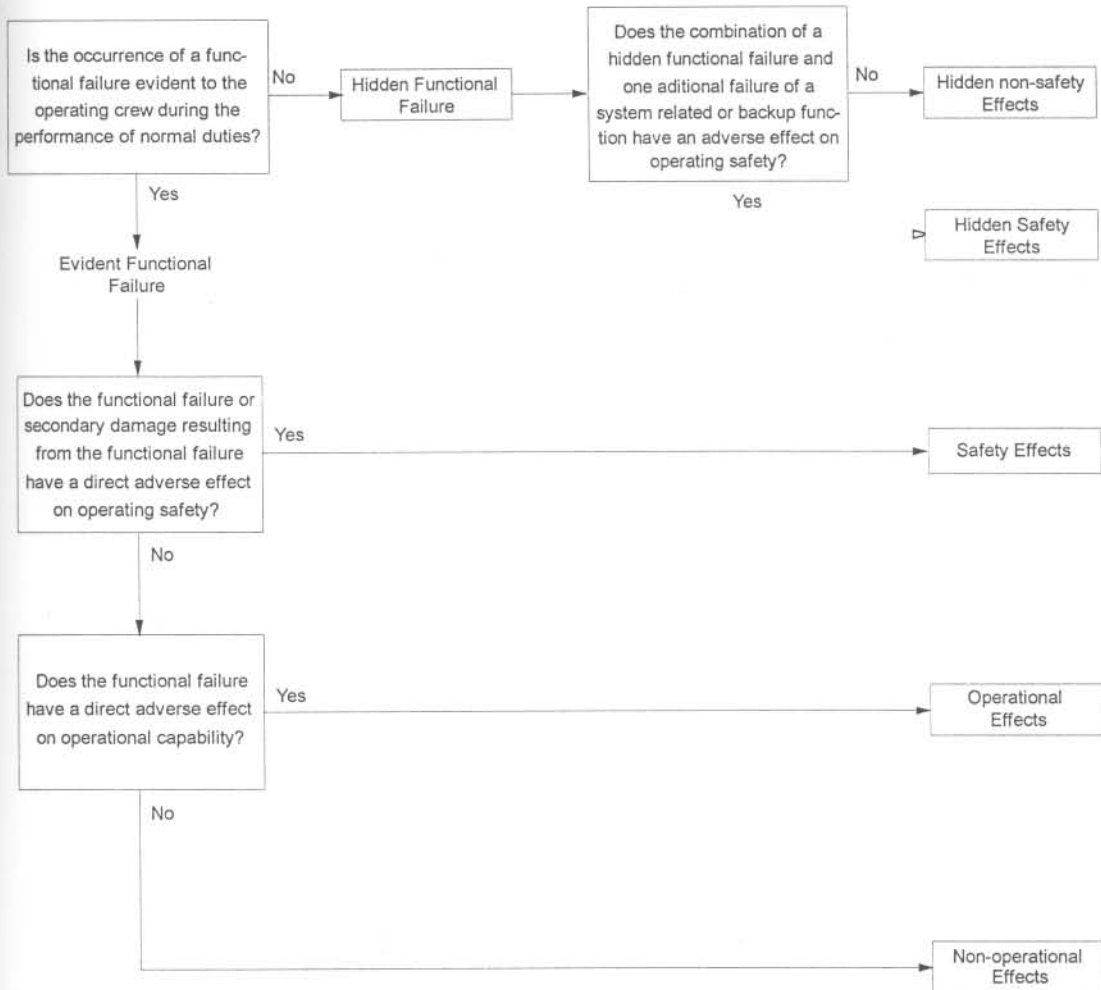 Is the occurrence of a func-
tional failure evident to the
operating crew during the
performance of normal duties?
No
Hidden Functional
Failure
Does the combination of a
hidden functional failure and
one aditional failure of a
system related or backup func-
tion have an adverse effect on
operating safety?
No
Hidden non-safety
Effects
Yes
Yes
Hidden Safety
Effects
Evident Functional
Failure
Does the functional failure or
secondary damage resulting
from the functional failure
have a direct adverse effect
on operating safety?
Yes
Safety Effects
No
Does the functional failure
have a direct adverse effect
on operational capability?
Yes
Operational
Effects
No
Non-operational
Effects